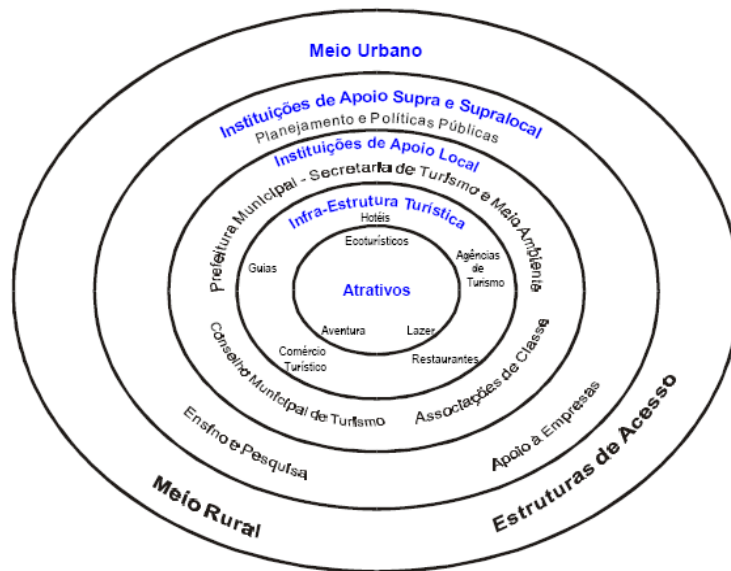 Meio Urbano
Instituições de Apoio Supra e Supralocal
Planejamento e Políticas Públicas
Instituições de Apoio Local
Prefeitura Municipal - Secretaria de Turismo e Meio Ambiente
Infra-Estrutura Turística
Hotéis
Ecoturísticos
Guias
Agências
de
Turismo
Atrativos
Aventura
Lazer
Comércio
Turístico
Restaurantes
Conselho Municipal de Turismo
Associações de Classe
Ensino e Pesquisa
Apoio à Empresas
Meio Rural
Estruturas de Acesso